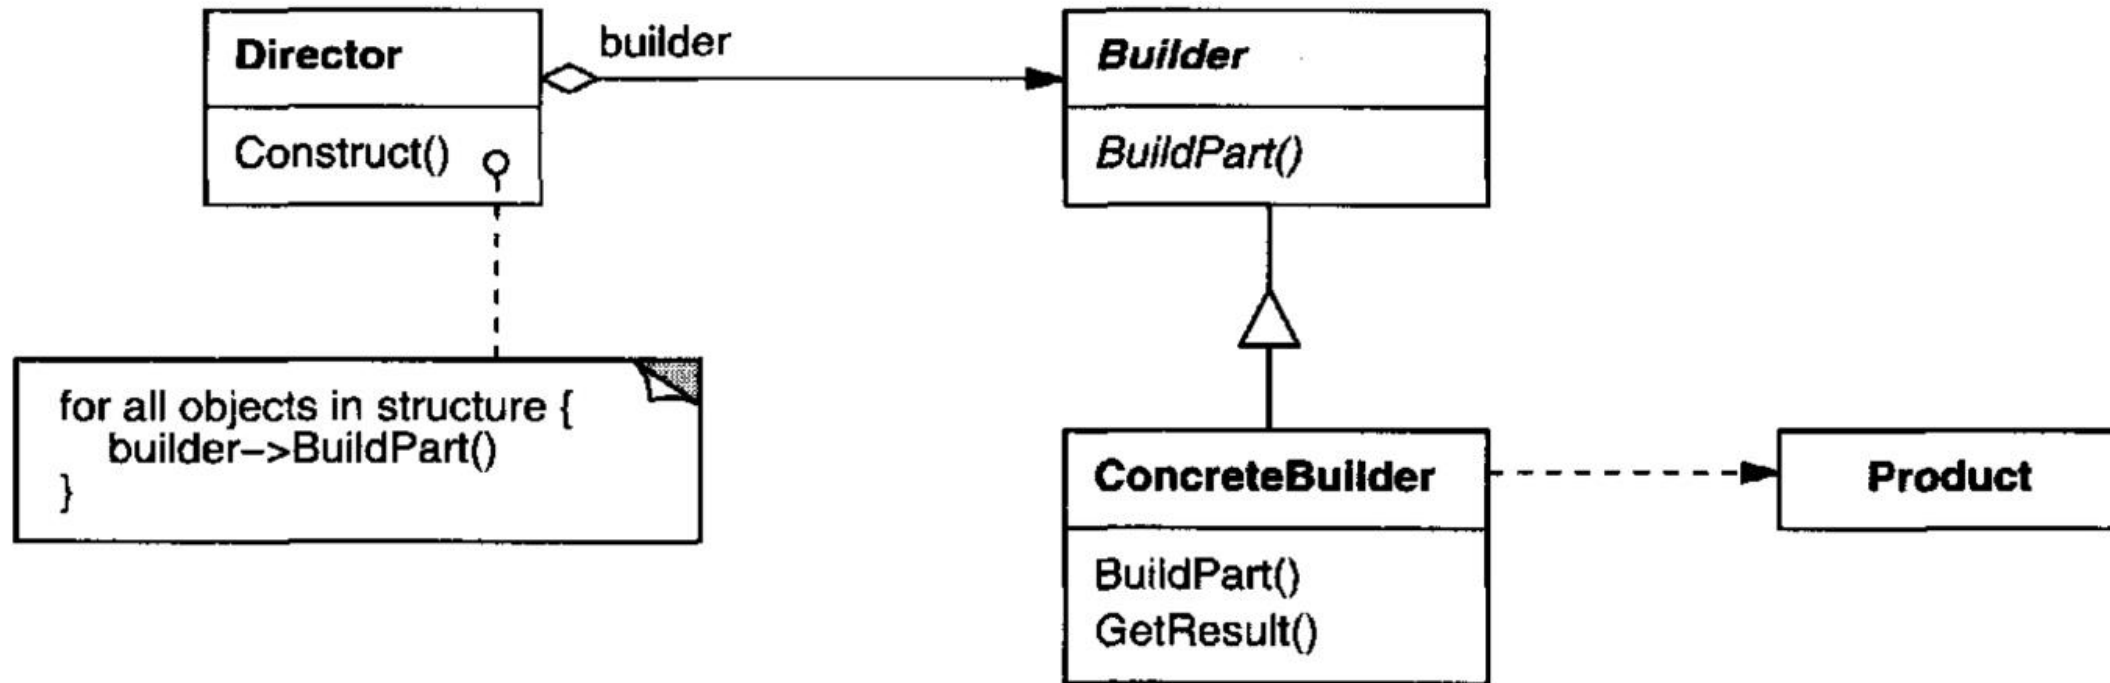 Director
Construct()
builder
Builder
BuildPart()
for all objects in structure {
builder–>BuildPart()
}
ConcreteBuilder
BuildPart()
GetResult()
Product